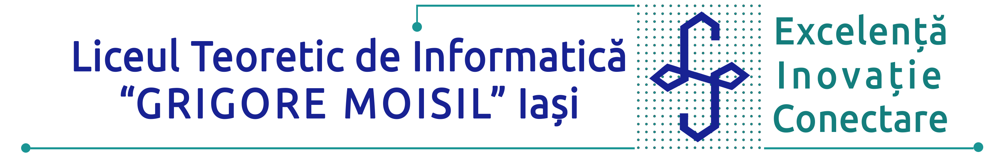 Liceul Teoretic de Informatică
“GRIGORE MOISIL” Iași
Excelență
Inovație
Conectare